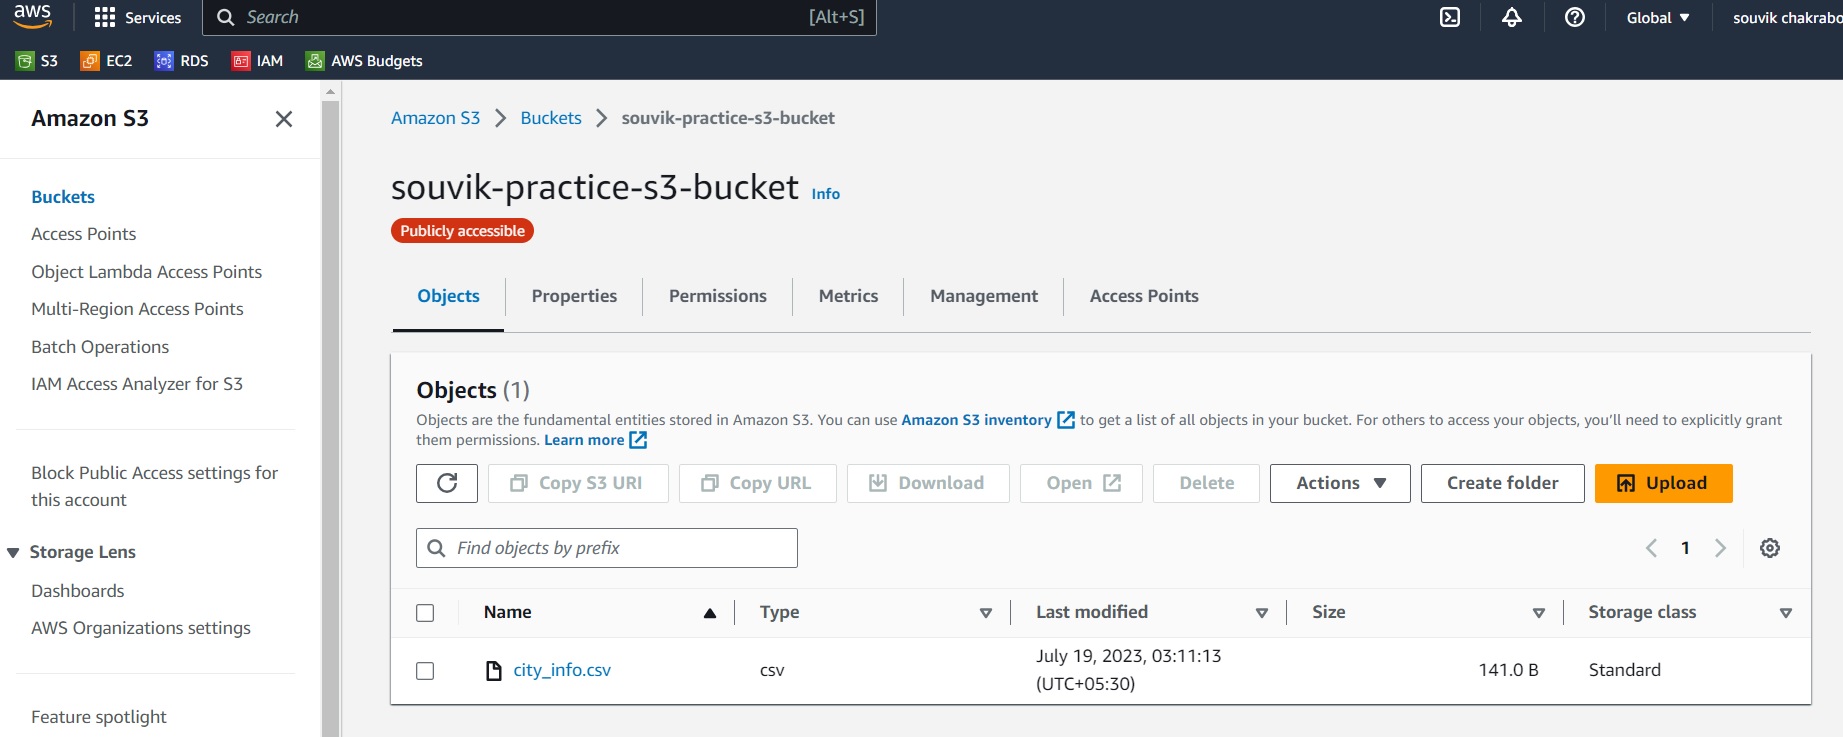 aws
Services
Search
[Alt+S]
Global
souvik chakrabo
S3
EC2
RDS
IAM
AWS Budgets
Amazon S3
Buckets
Access Points
Object Lambda Access Points
Multi-Region Access Points
Batch Operations
IAM Access Analyzer for S3
Block Public Access settings for
this account
Storage Lens
Dashboards
AWS Organizations settings
Feature spotlight
Amazon S3 > Buckets > souvik-practice-s3-bucket
souvik-practice-s3-bucket Info
Publicly accessible
Objects
Properties
Permissions
Metrics
Management
Access Points
Objects (1)
Objects are the fundamental entities stored in Amazon S3. You can use Amazon S3 inventory to get a list of all objects in your bucket. For others to access your objects, you'll need to explicitly grant
them permissions. Learn more
Copy S3 URI
Copy URL
Download
Open
Delete
Actions
Create folder
Upload
Find objects by prefix
1
Name
Type
Last modified
Size
Storage class
city_info.csv
csv
July 19, 2023, 03:11:13
(UTC+05:30)
141.0 B
Standard